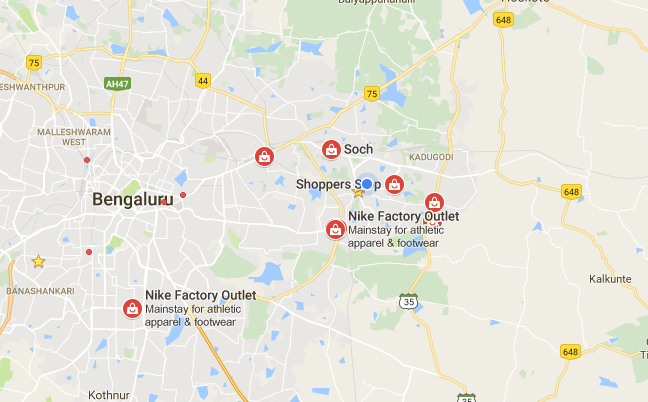 Baiyappanahalli
Hoskote
648
75
AH47
44
75
ESHWANTHPUR
MALLESHWARAM
WEST
Soch
KADUGODI
Shoppers Stop
648
Bengaluru
Nike Factory Outlet
Mainstay for athletic
apparel & footwear
Kalkunte
BANASHANKARI
Nike Factory Outlet
Mainstay for athletic
apparel & footwear
35
648
Kothnur
35